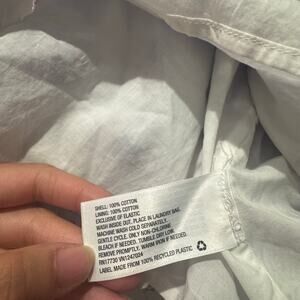 SHELL: 100% COTTON
LINING: 100% COTTON
EXCLUSIVE OF ELASTIC
WASH INSIDE OUT. PLACE IN LAUNDRY BAG.
MACHINE WASH COLD SEPARATELY.
GENTLE CYCLE. ONLY NON-CHLORINE
BLEACH IF NEEDED. TUMBLE DRY LOW.
REMOVE PROMPTLY. WARM IRON IF NEEDED.
RN17730 VN1247024
LABEL MADE FROM 100% RECYCLED PLASTIC